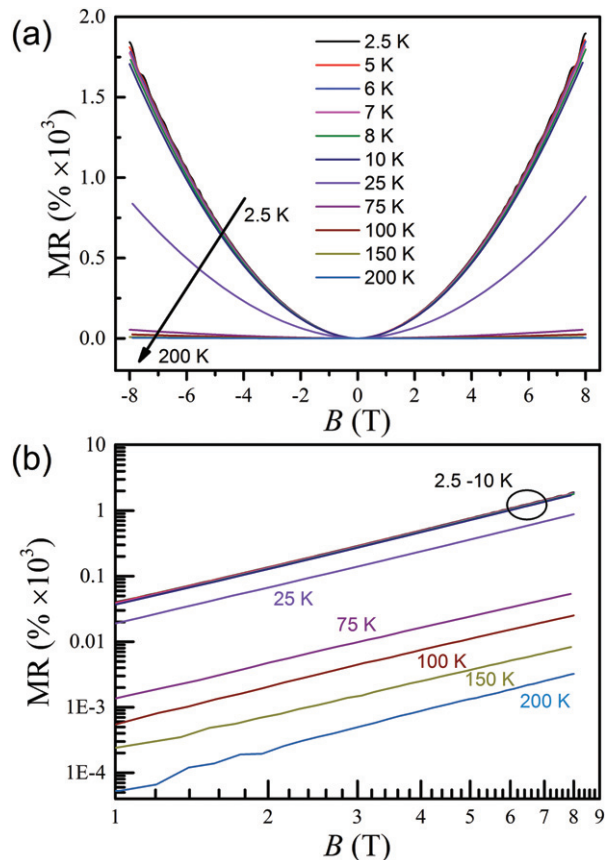 (a)
2.0
1.5
1.0
0.5
0.0
MR (% ×10³)
2.5 K
5 K
6 K
7 K
8 K
10 K
25 K
75 K
100 K
150 K
200 K
2.5 K
200 K
-8 -6 -4 -2 0 2 4 6 8
B (T)
(b)
10
1
0.1
0.01
1E-3
1E-4
MR (% ×10³)
2.5 -10 K
25 K
75 K
100 K
150 K
200 K
1 2 3 4 5 6 7 8 9
B (T)